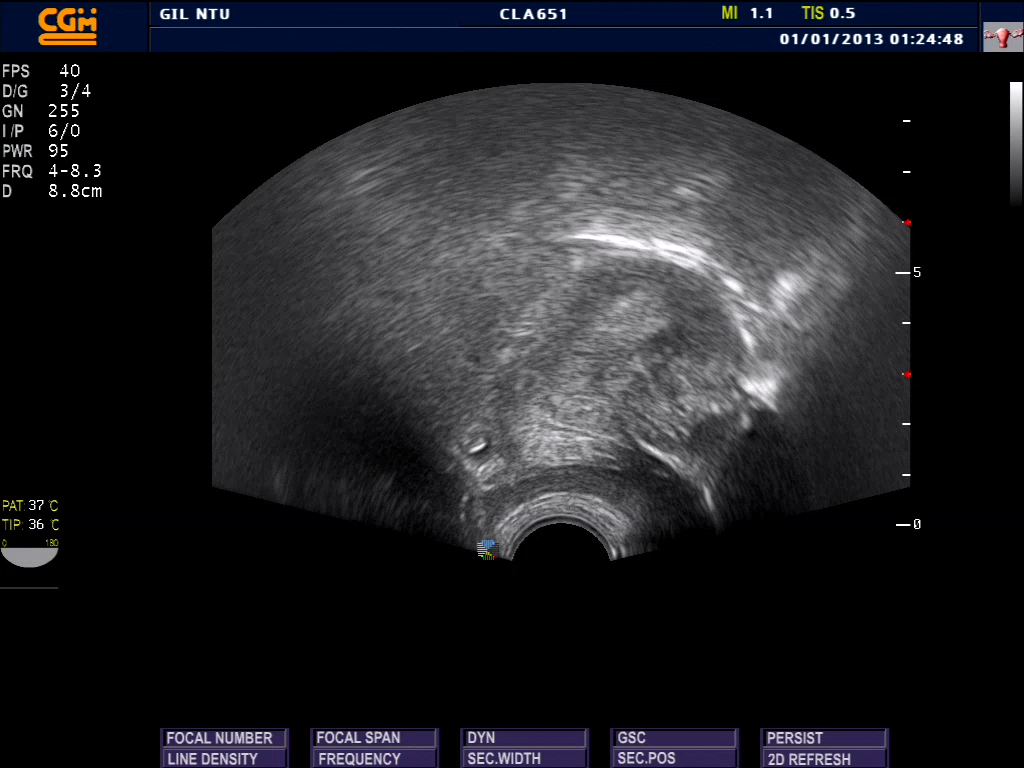 CGM
GIL NTU CLA651 MI 1.1 TIS 0.5
01/01/2013 01:24:48
FPS 40
D/G 3/4
GN 255
I/P 6/0
PWR 95
FRQ 4-8.3
D 8.8cm
5
0
PAT: 37 °C
TIP: 36 °C
0 180
FOCAL NUMBER FOCAL SPAN DYN GSC PERSIST
LINE DENSITY FREQUENCY SEC.WIDTH SEC.POS 2D REFRESH